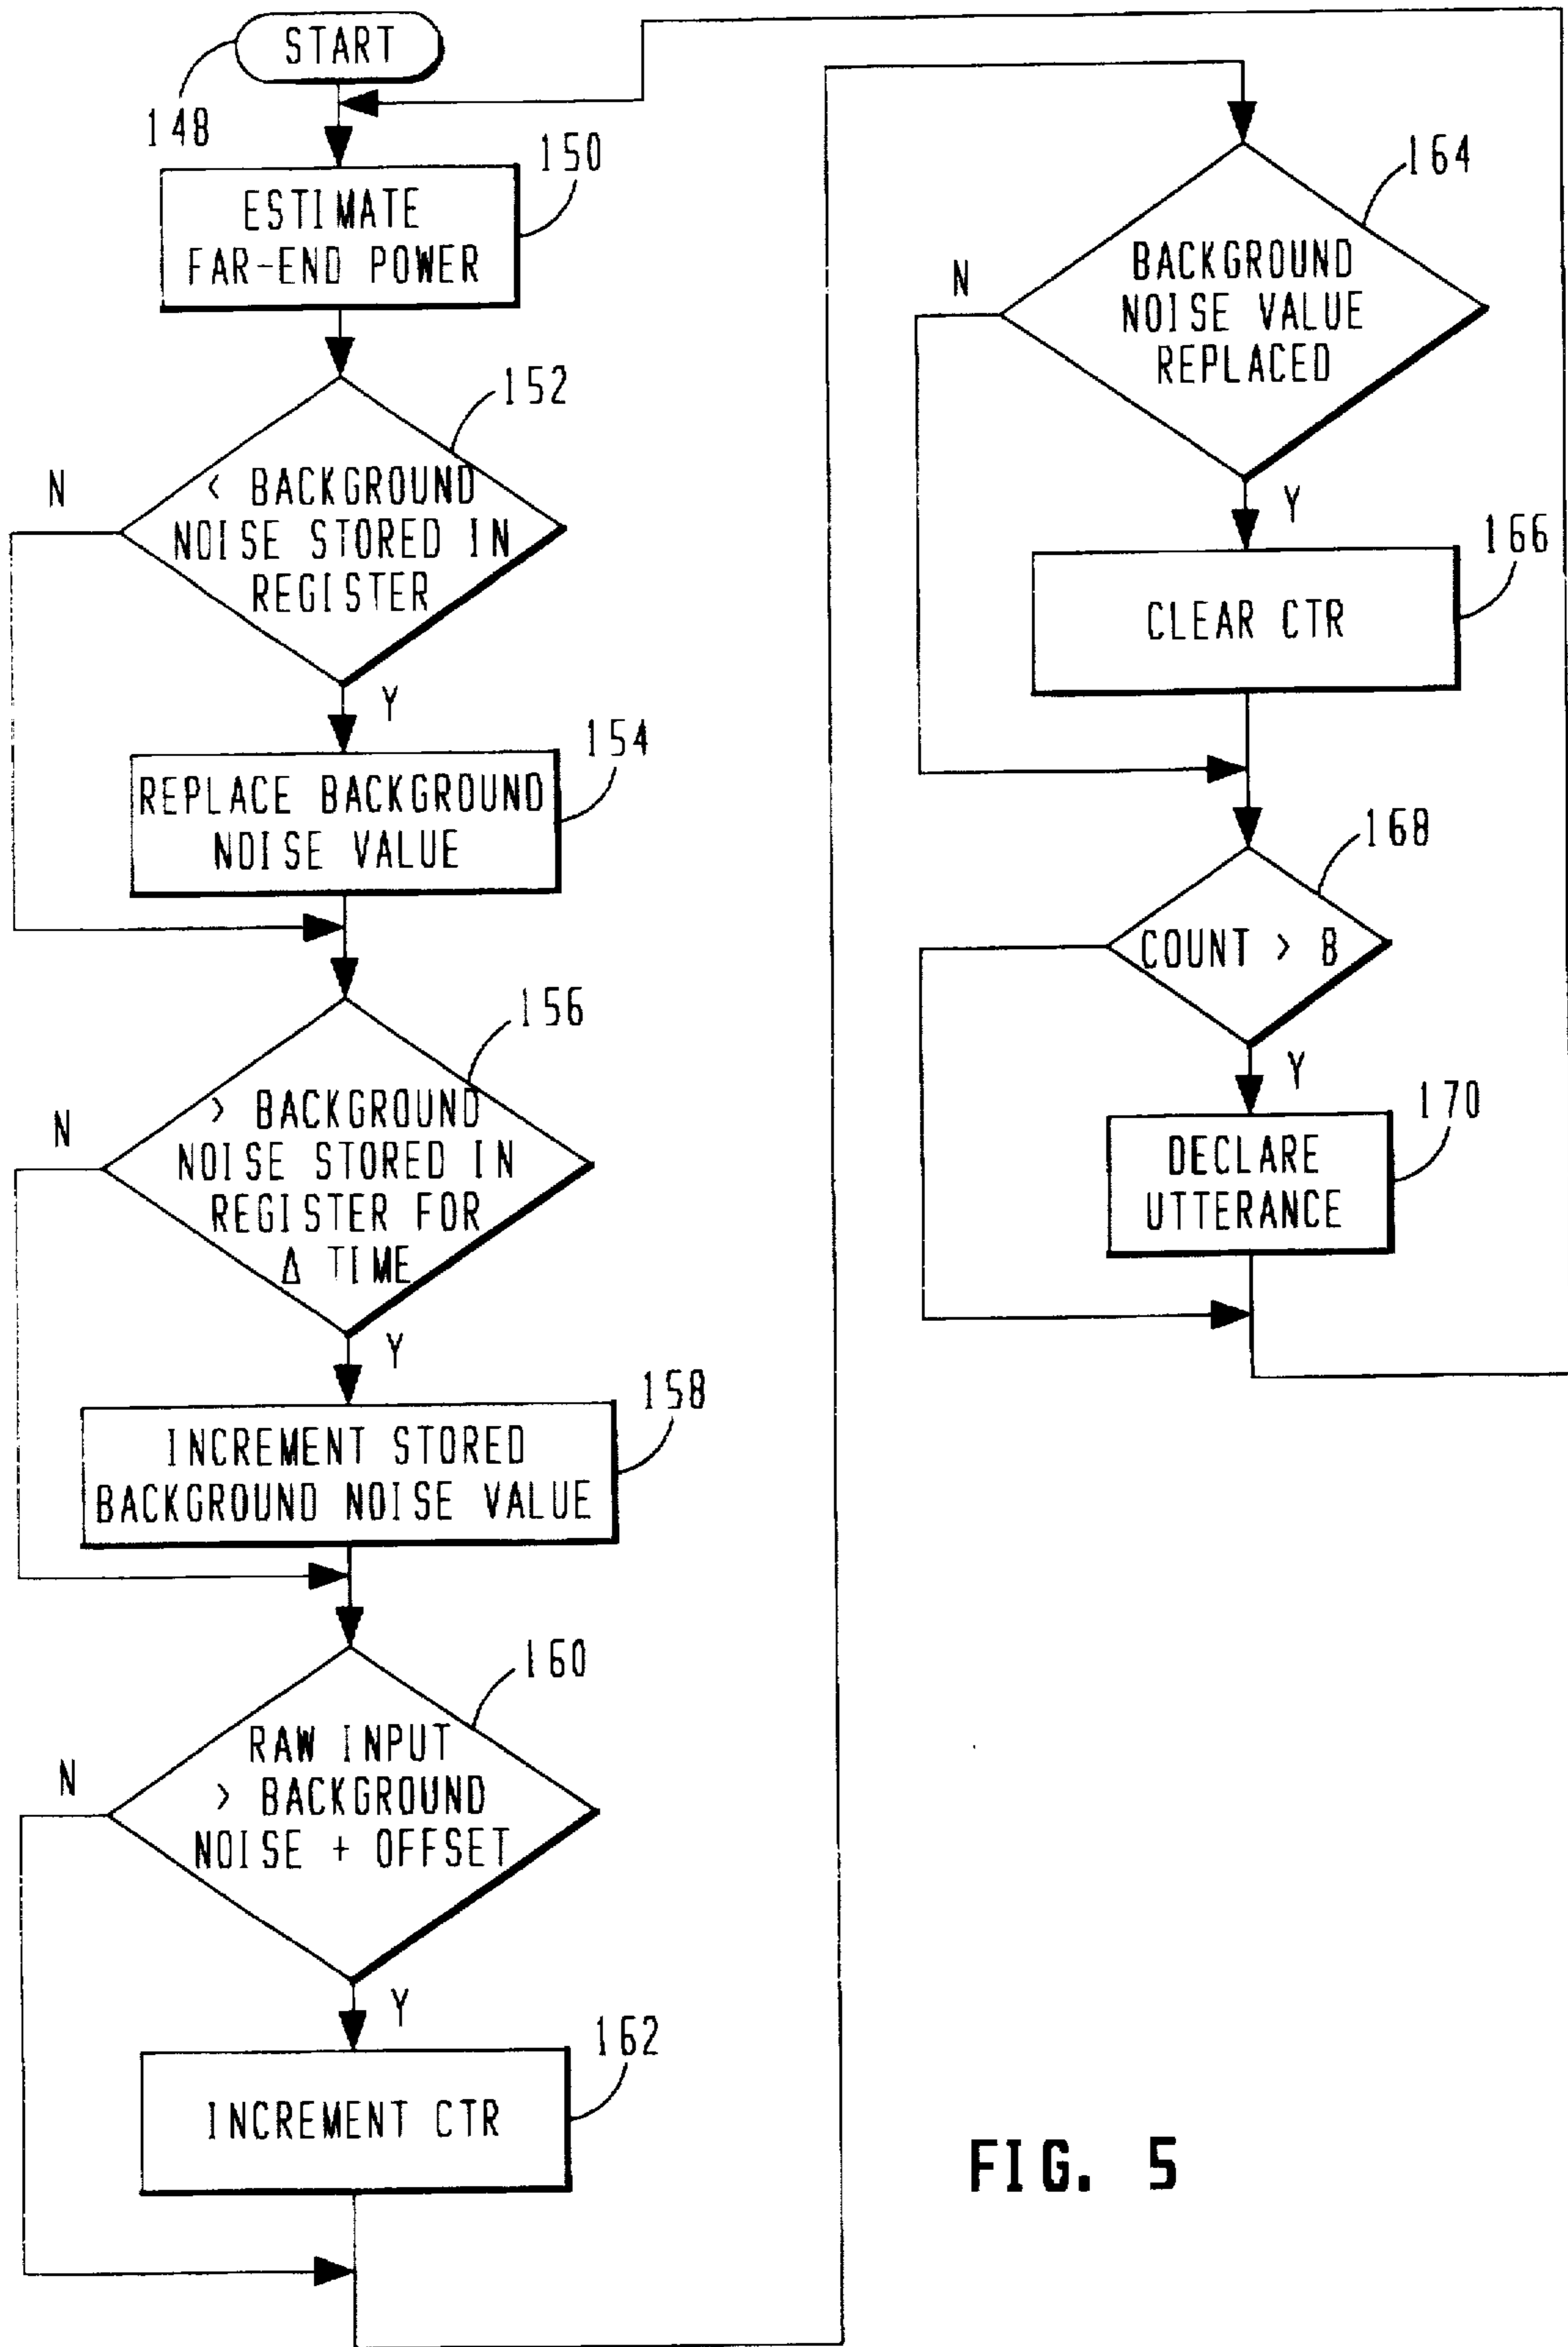 START
148
150
ESTIMATE
FAR-END POWER
152
< BACKGROUND
NOISE STORED IN
REGISTER
N
Y
154
REPLACE BACKGROUND
NOISE VALUE
156
> BACKGROUND
NOISE STORED IN
REGISTER FOR
Δ TIME
N
Y
158
INCREMENT STORED
BACKGROUND NOISE VALUE
160
RAW INPUT
> BACKGROUND
NOISE + OFFSET
N
Y
162
INCREMENT CTR
164
BACKGROUND
NOISE VALUE
REPLACED
N
Y
166
CLEAR CTR
168
COUNT > 8
Y
170
DECLARE
UTTERANCE
FIG. 5